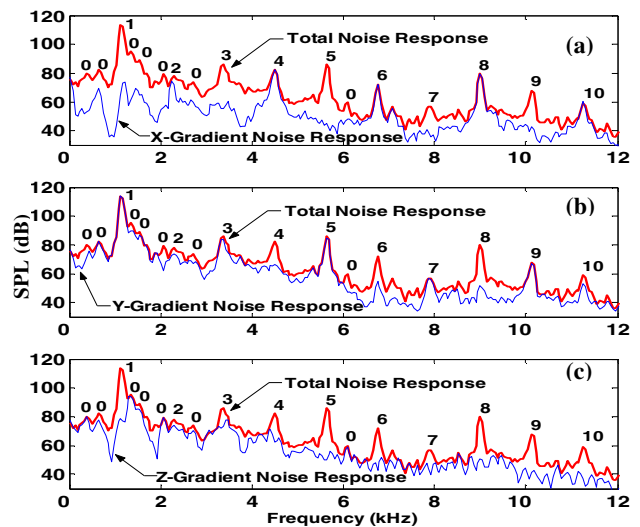 120
100
80
60
40
0 0 1 0 0 0 2 0 3 4 5 0 6 7 8 9 10
Total Noise Response
(a)
X-Gradient Noise Response
0 2 4 6 8 10 12
120
100
80
60
40
0 0 1 0 0 0 2 0 3 4 5 0 6 7 8 9 10
Total Noise Response
(b)
Y-Gradient Noise Response
SPL (dB)
0 2 4 6 8 10 12
120
100
80
60
40
0 0 1 0 0 0 2 0 3 4 5 0 6 7 8 9 10
Total Noise Response
(c)
Z-Gradient Noise Response
0 2 4 6 8 10 12
Frequency (kHz)